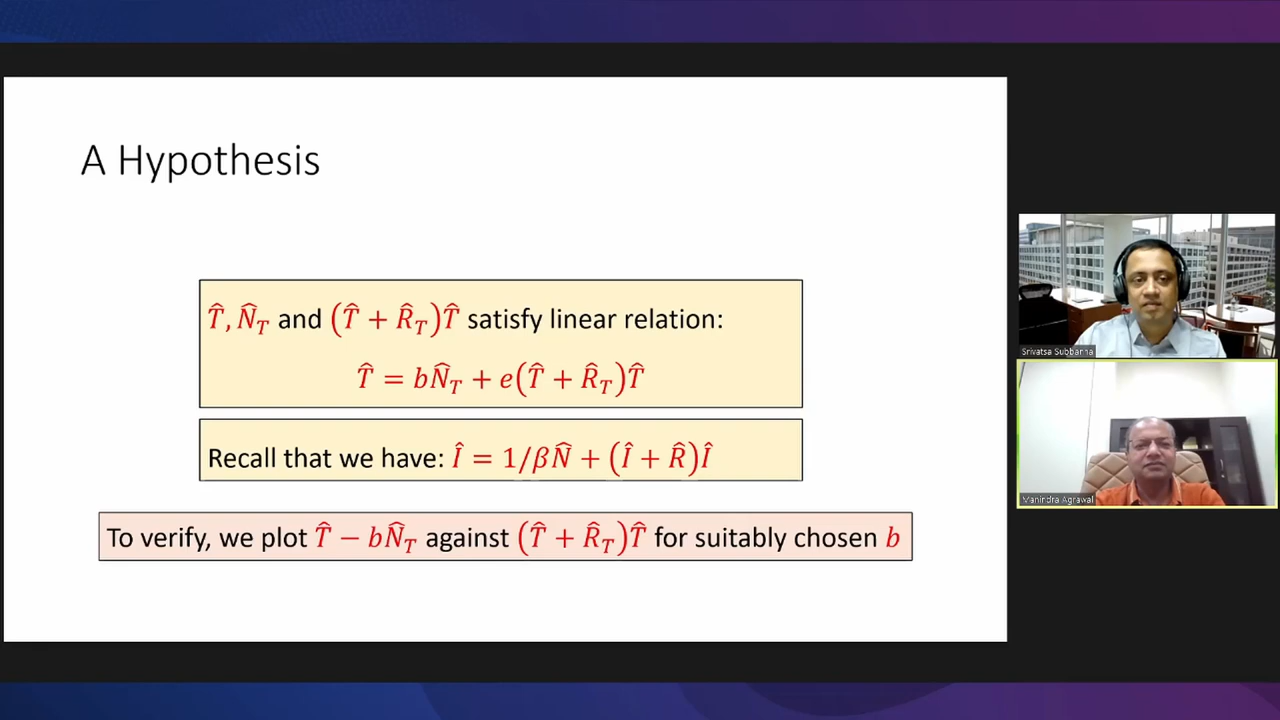 A Hypothesis
T̂, N̂_T and (T̂ + R̂_T)T̂ satisfy linear relation:
T̂ = bN̂_T + e(T̂ + R̂_T)T̂
Recall that we have: Î = 1/βN̂ + (Î + R̂)Î
To verify, we plot T̂ − bN̂_T against (T̂ + R̂_T)T̂ for suitably chosen b
Srivatsa Subbanna
Manindra Agrawal